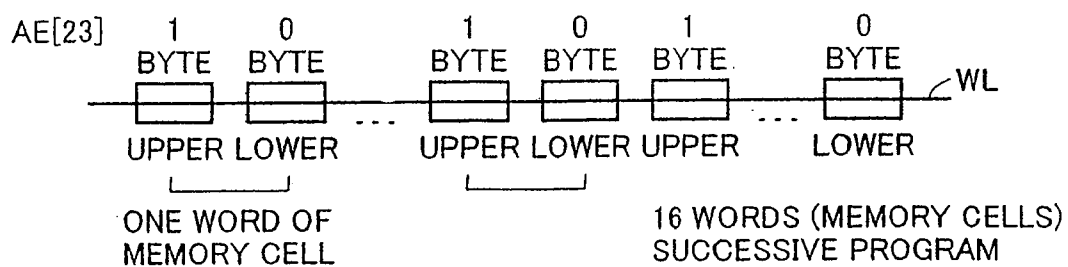 AE[23] 1 0 1 0 1 0
BYTE BYTE BYTE BYTE BYTE BYTE
WL
... ...
UPPER LOWER UPPER LOWER UPPER LOWER
ONE WORD OF
MEMORY CELL
16 WORDS (MEMORY CELLS)
SUCCESSIVE PROGRAM